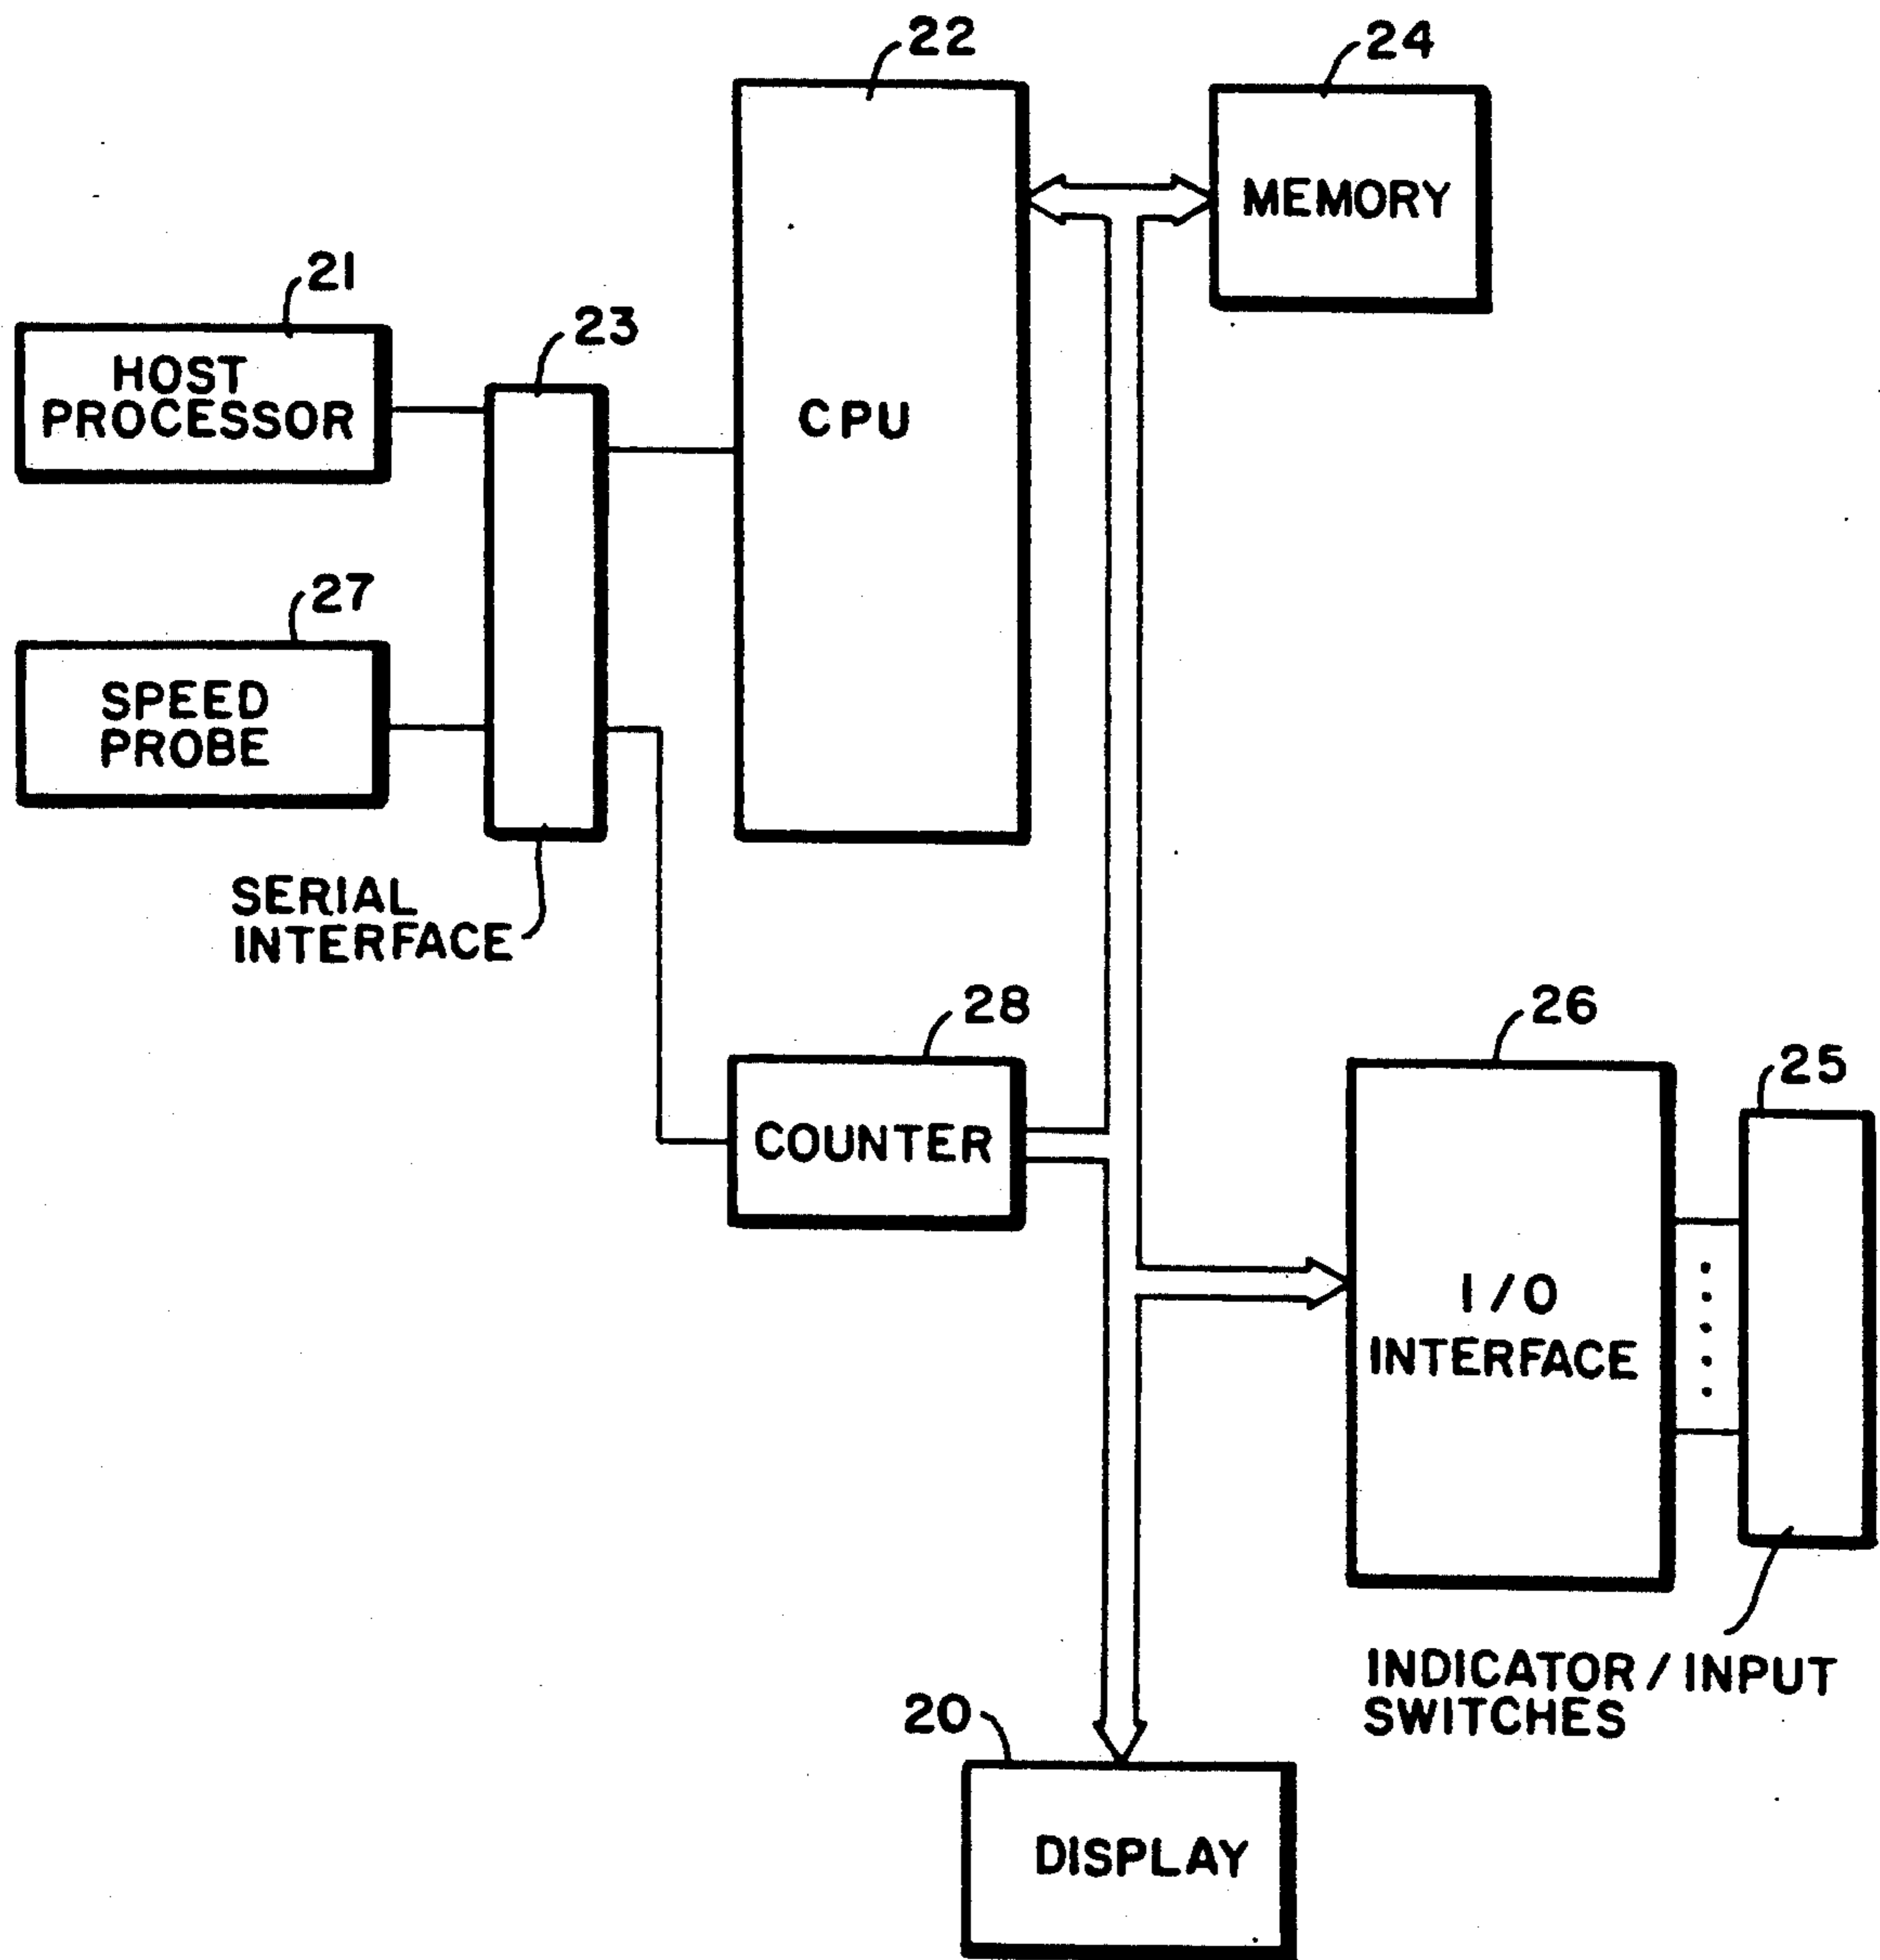 22
24
MEMORY
21
23
HOST
PROCESSOR
CPU
27
SPEED
PROBE
SERIAL
INTERFACE
28
26
25
COUNTER
I/O
INTERFACE
INDICATOR/INPUT
SWITCHES
20
DISPLAY